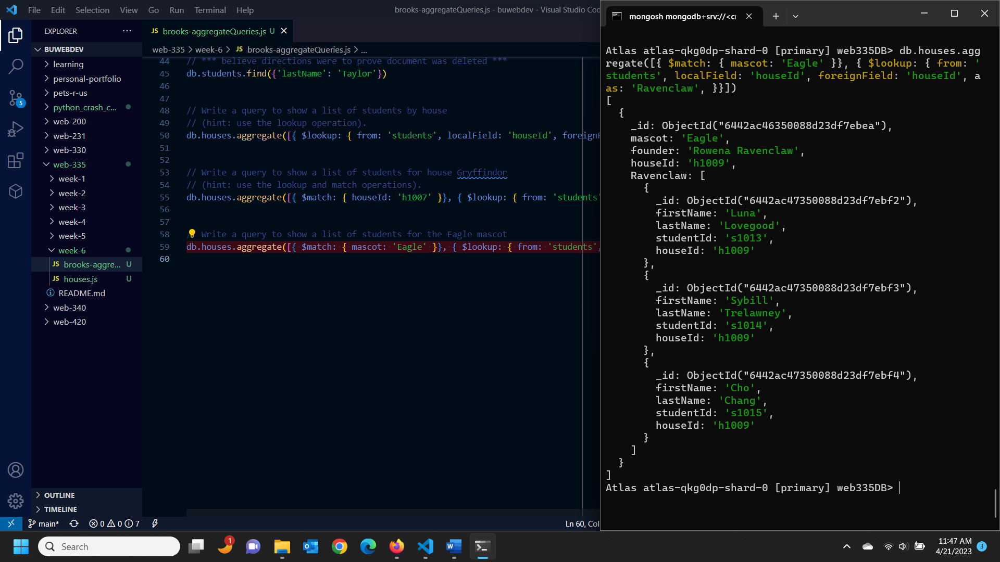 File Edit Selection View Go Run Terminal Help
brooks-aggregateQueries.js - buwebdev - Visual Studio Cod
EXPLORER ...
BUWEBDEV
learning
personal-portfolio
pets-r-us
python_crash_c...
web-200
web-231
web-330
web-335
week-1
week-2
week-3
week-4
week-5
week-6
JS brooks-aggre... U
JS houses.js U
README.md
web-340
web-420
OUTLINE
TIMELINE
5
JS brooks-aggregateQueries.js U
web-335 > week-6 > JS brooks-aggregateQueries.js > ...
44 // *** believe directions were to prove document was deleted ***
45 db.students.find({'lastName': 'Taylor'})
46
47
48 // Write a query to show a list of students by house
49 // (hint: use the lookup operation).
50 db.houses.aggregate([{ $lookup: { from: 'students', localField: 'houseId', foreignF
51
52
53 // Write a query to show a list of students for house Gryffindor
54 // (hint: use the lookup and match operations).
55 db.houses.aggregate([{ $match: { houseId: 'h1007' }}, { $lookup: { from: 'students'
56
57
58 / Write a query to show a list of students for the Eagle mascot
59 db.houses.aggregate([{ $match: { mascot: 'Eagle' }}, { $lookup: { from: 'students',
60
main* 0 0 7
Ln 60, Col
mongosh mongodb+srv://<cr
Atlas atlas-qkg0dp-shard-0 [primary] web335DB> db.houses.agg
regate([{ $match: { mascot: 'Eagle' }}, { $lookup: { from: '
students', localField: 'houseId', foreignField: 'houseId', a
as: 'Ravenclaw', }}])
[
{
_id: ObjectId("6442ac46350088d23df7ebea"),
mascot: 'Eagle',
founder: 'Rowena Ravenclaw',
houseId: 'h1009',
Ravenclaw: [
{
_id: ObjectId("6442ac47350088d23df7ebf2"),
firstName: 'Luna',
lastName: 'Lovegood',
studentId: 's1013',
houseId: 'h1009'
},
{
_id: ObjectId("6442ac47350088d23df7ebf3"),
firstName: 'Sybill',
lastName: 'Trelawney',
studentId: 's1014',
houseId: 'h1009'
},
{
_id: ObjectId("6442ac47350088d23df7ebf4"),
firstName: 'Cho',
lastName: 'Chang',
studentId: 's1015',
houseId: 'h1009'
}
]
}
]
Atlas atlas-qkg0dp-shard-0 [primary] web335DB>
Search
1
11:47 AM
4/21/2023
3